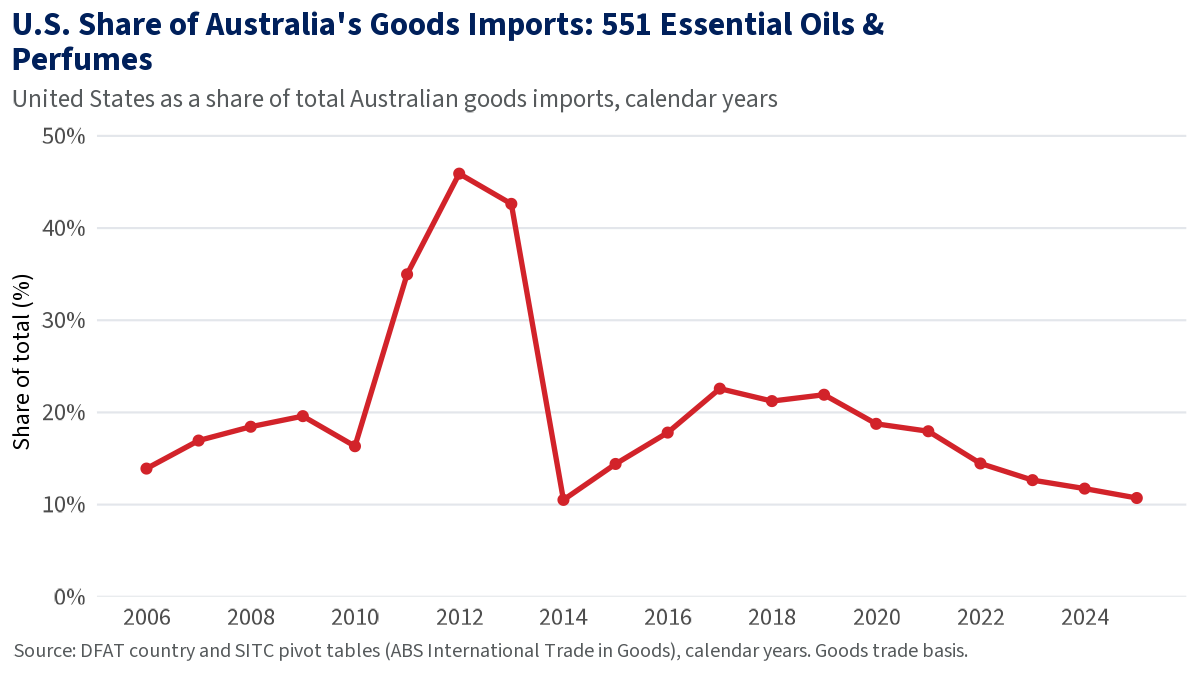 U.S. Share of Australia's Goods Imports: 551 Essential Oils &
Perfumes
United States as a share of total Australian goods imports, calendar years
Share of total (%)
50%
40%
30%
20%
10%
0%
2006 2008 2010 2012 2014 2016 2018 2020 2022 2024
Source: DFAT country and SITC pivot tables (ABS International Trade in Goods), calendar years. Goods trade basis.